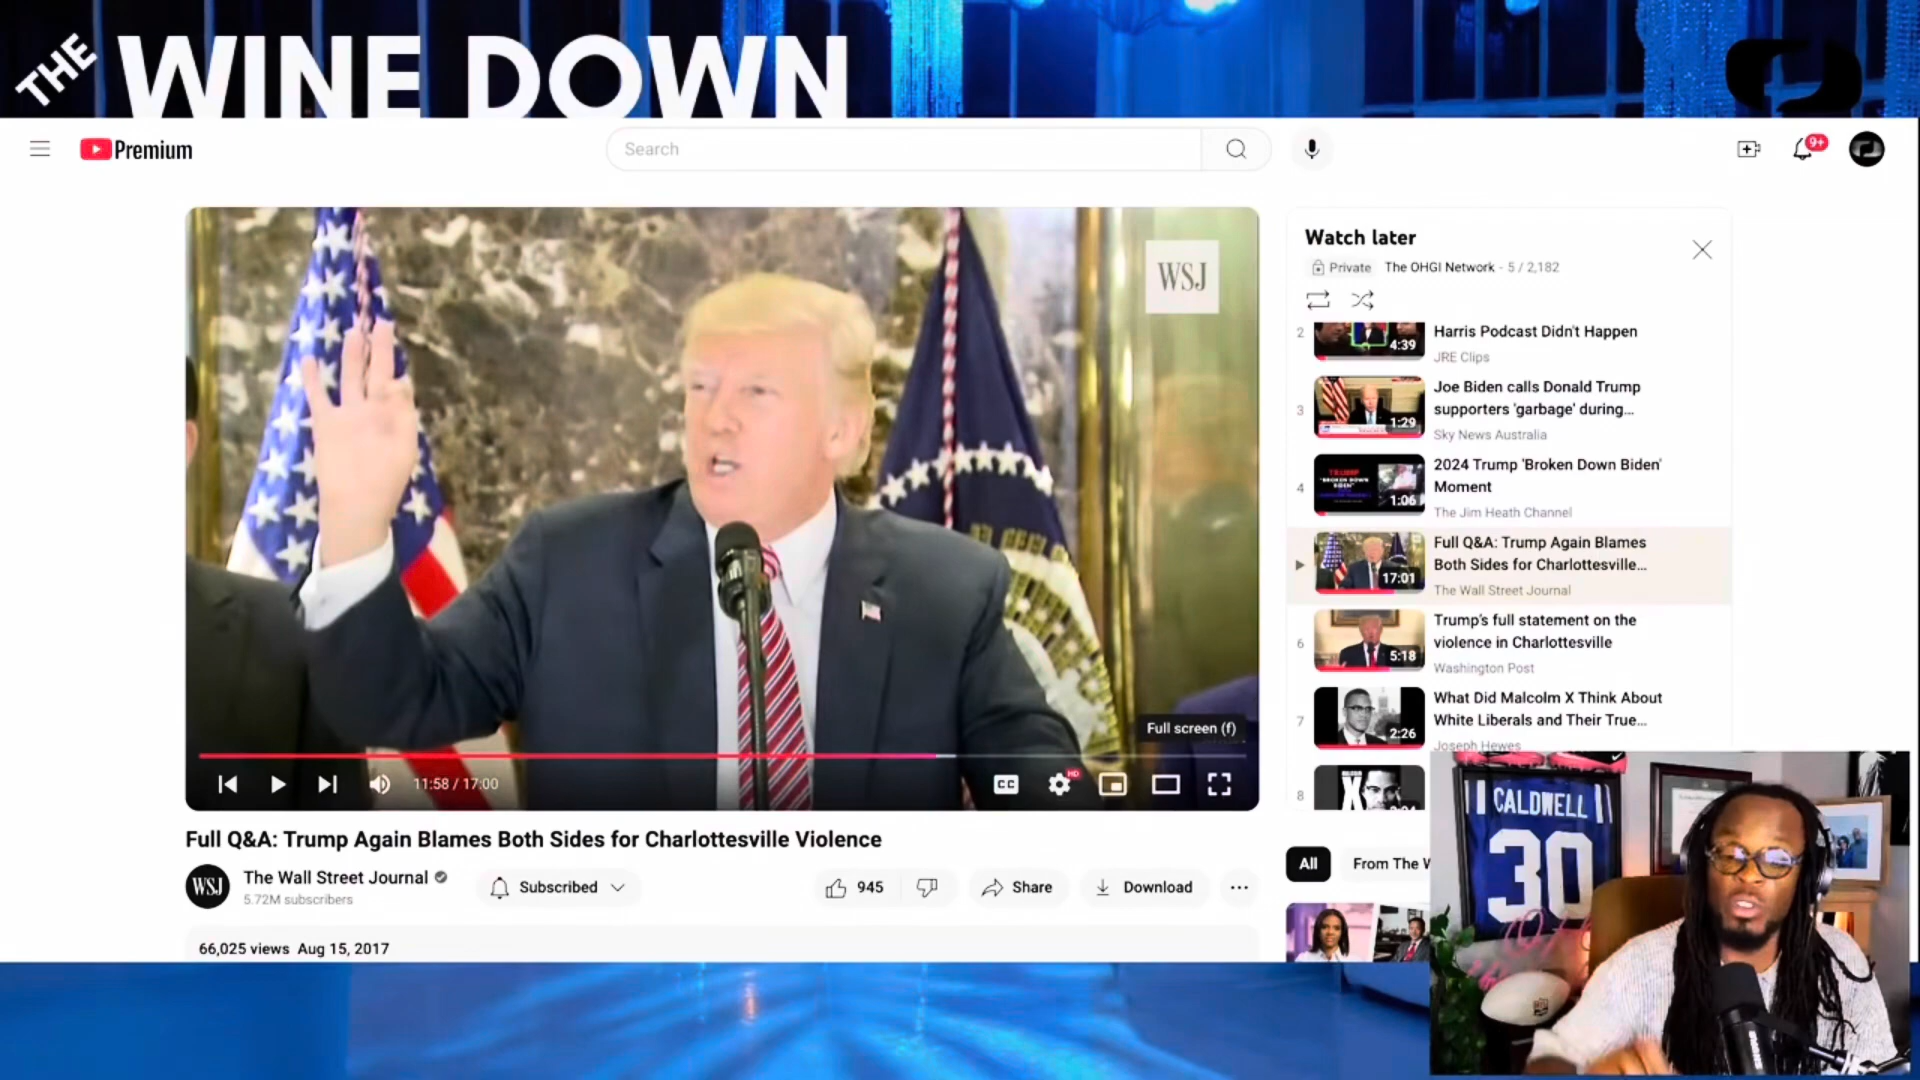 THE WINE DOWN
Premium
Search
9+
WSJ
Full screen (f)
11:58 / 17:00
CC
HD
Full Q&A: Trump Again Blames Both Sides for Charlottesville Violence
WSJ
The Wall Street Journal
5.72M subscribers
Subscribed
945
Share
Download
66,025 views Aug 15, 2017
Watch later
Private The OHGI Network - 5 / 2,182
2
4:39
Harris Podcast Didn't Happen
JRE Clips
3
1:29
Joe Biden calls Donald Trump
supporters 'garbage' during...
Sky News Australia
4
1:06
2024 Trump 'Broken Down Biden'
Moment
The Jim Heath Channel
17:01
Full Q&A: Trump Again Blames
Both Sides for Charlottesville...
The Wall Street Journal
6
5:18
Trump's full statement on the
violence in Charlottesville
Washington Post
7
2:26
What Did Malcolm X Think About
White Liberals and Their True...
Joseph Hewes
8
All
From The W
CALDWELL
30
NFL